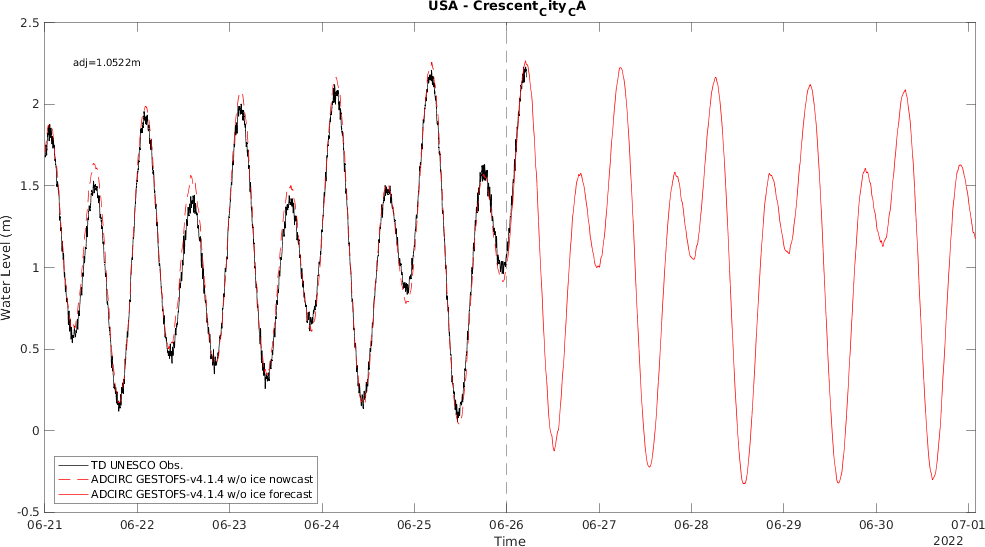 USA - Crescent_City_CA
2.5
adj=1.0522m
2
1.5
1
0.5
0
-0.5
Water Level (m)
TD UNESCO Obs.
ADCIRC GESTOFS-v4.1.4 w/o ice nowcast
ADCIRC GESTOFS-v4.1.4 w/o ice forecast
06-21 06-22 06-23 06-24 06-25 06-26 06-27 06-28 06-29 06-30 07-01
Time
2022